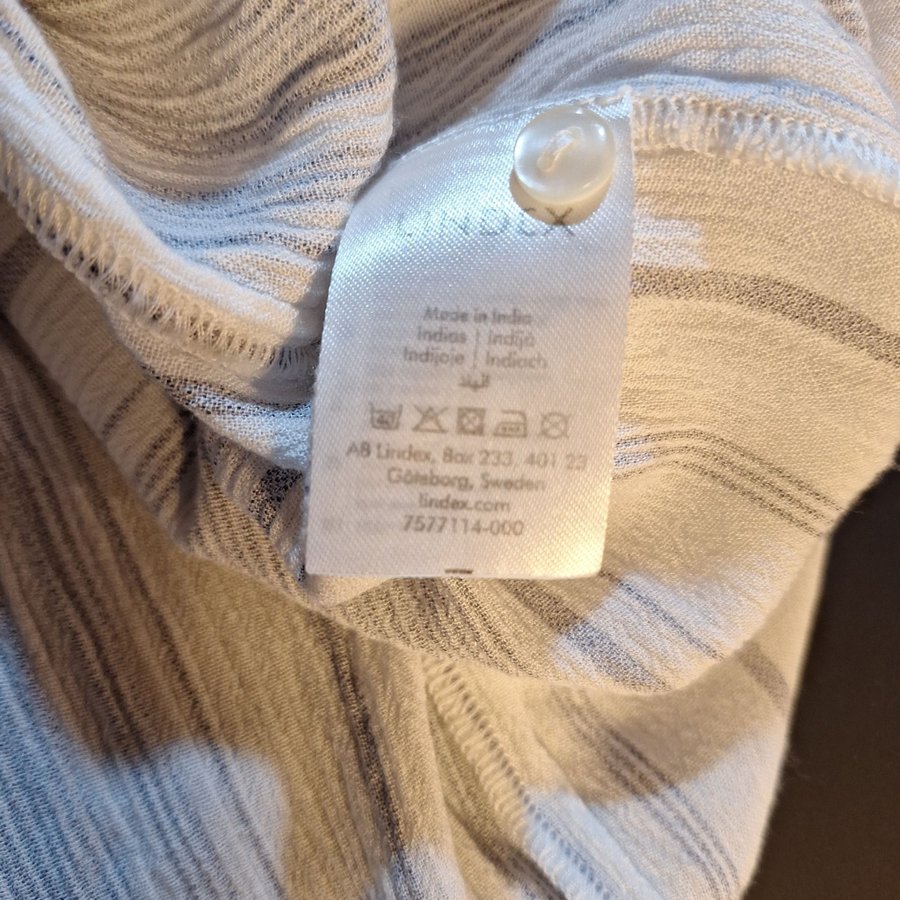 LINDEX
Made in India
Indias | Indijā
Indijoje | Indiach
الهند
AB Lindex, Box 233, 401 23
Göteborg, Sweden
lindex.com
7577114-000